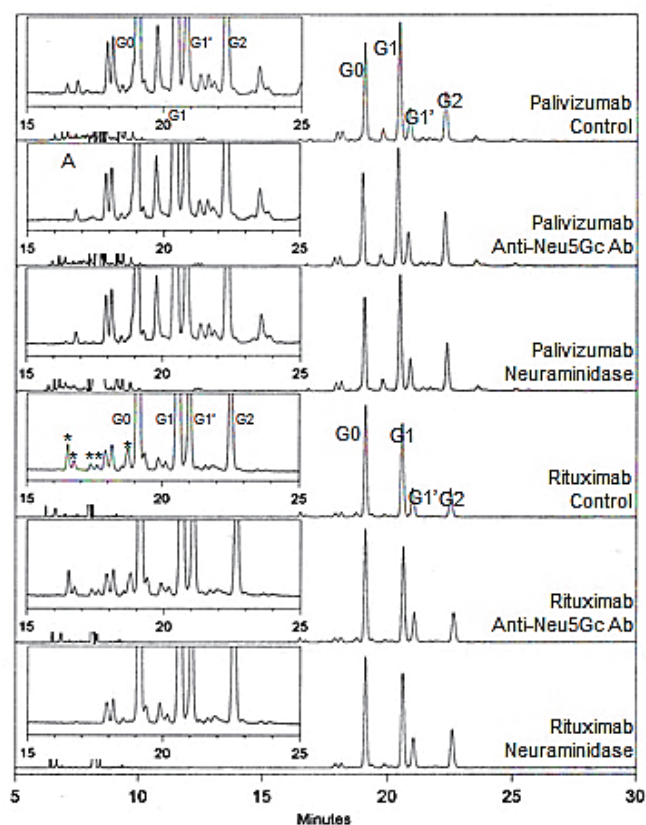 G0 G1' G2
G0 G1 G1' G2
Palivizumab
Control
15 20 25
G1
A
Palivizumab
Anti-Neu5Gc Ab
15 20 25
Palivizumab
Neuraminidase
15 20 25
* * * * *
G0 G1 G1' G2
G0 G1 G1' G2
Rituximab
Control
15 20 25
Rituximab
Anti-Neu5Gc Ab
15 20 25
Rituximab
Neuraminidase
15 20 25
5 10 15 20 25 30
Minutes